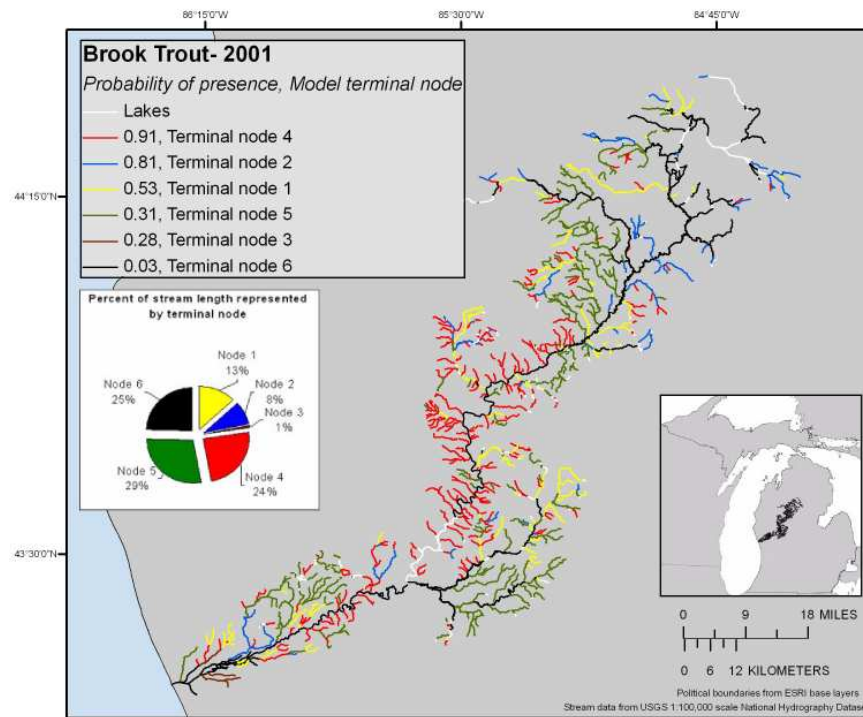 86°15'0"W 85°30'0"W 84°45'0"W
Brook Trout- 2001
Probability of presence, Model terminal node
Lakes
0.91, Terminal node 4
0.81, Terminal node 2
0.53, Terminal node 1
0.31, Terminal node 5
0.28, Terminal node 3
0.03, Terminal node 6
44°15'0"N
Percent of stream length represented
by terminal node
Node 1
13%
Node 2
8%
Node 3
1%
Node 4
24%
Node 5
29%
Node 6
25%
43°30'0"N
0 9 18 MILES
0 6 12 KILOMETERS
Political boundaries from ESRI base layers
Stream data from USGS 1:100,000 scale National Hydrography Datase